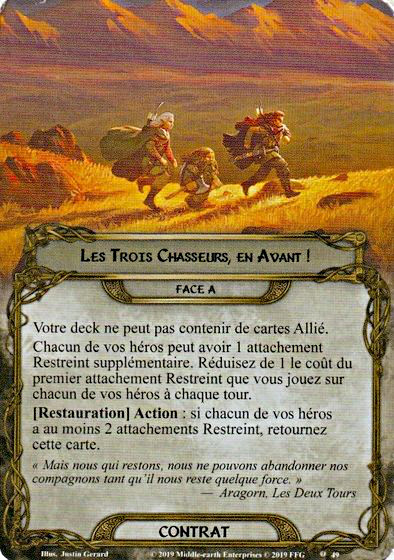 Les Trois Chasseurs, en Avant !
FACE A
Votre deck ne peut pas contenir de cartes Allié.
Chacun de vos héros peut avoir 1 attachement
Restreint supplémentaire. Réduisez de 1 le coût du
premier attachement Restreint que vous jouez sur
chacun de vos héros à chaque tour.
[Restauration] Action : si chacun de vos héros
a au moins 2 attachements Restreint, retournez
cette carte.
« Mais nous qui restons, nous ne pouvons abandonner nos
compagnons tant qu'il nous reste quelque force. »
— Aragorn, Les Deux Tours
CONTRAT
Illus. Justin Gerard © 2019 Middle-earth Enterprises © 2019 FFG 49